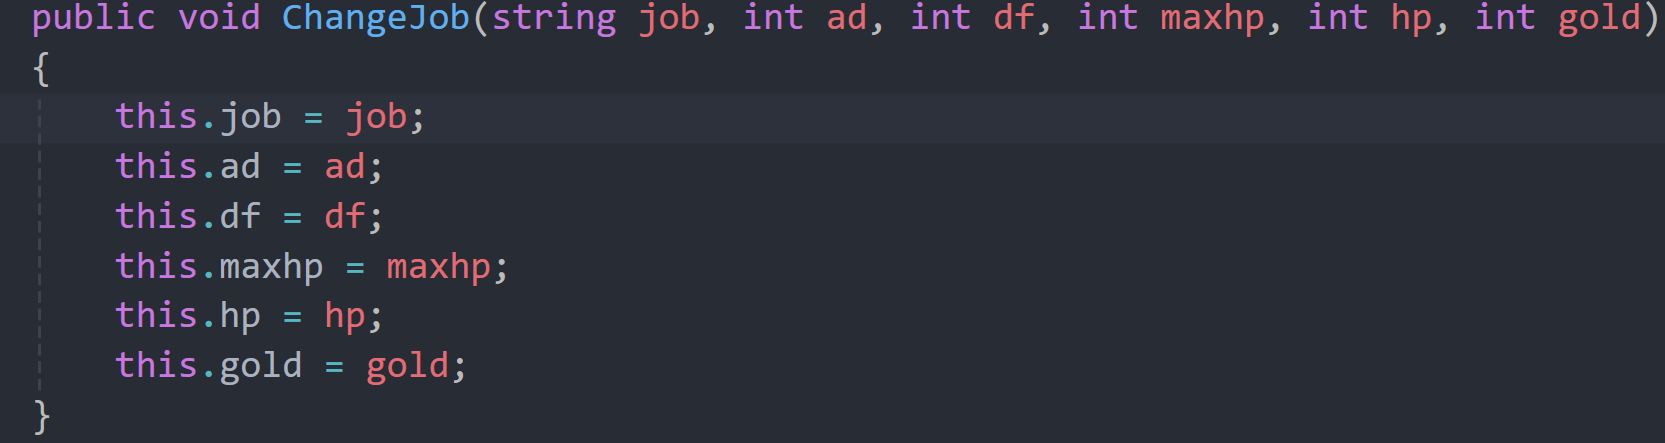 public void ChangeJob(string job, int ad, int df, int maxhp, int hp, int gold)
{
this.job = job;
this.ad = ad;
this.df = df;
this.maxhp = maxhp;
this.hp = hp;
this.gold = gold;
}